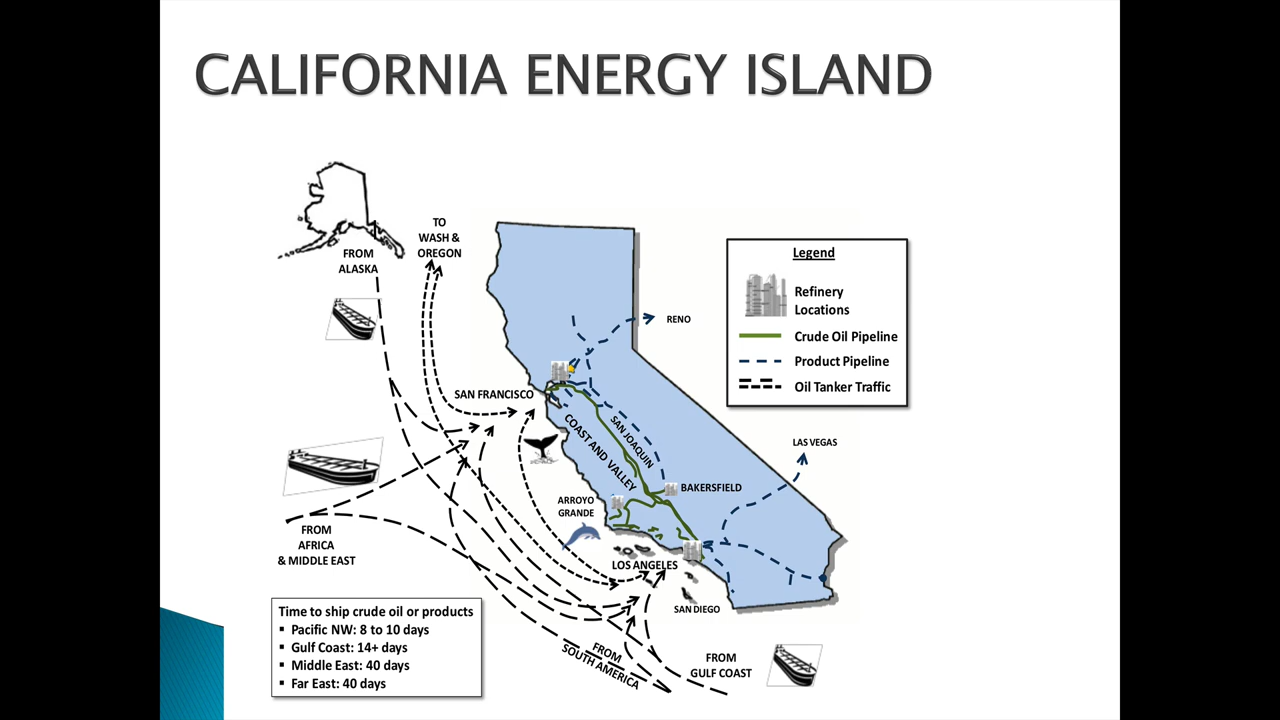 CALIFORNIA ENERGY ISLAND
TO
WASH &
OREGON
FROM
ALASKA
Legend
Refinery
Locations
Crude Oil Pipeline
Product Pipeline
Oil Tanker Traffic
RENO
SAN FRANCISCO
COAST AND VALLEY
SAN JOAQUIN
LAS VEGAS
BAKERSFIELD
ARROYO
GRANDE
FROM
AFRICA
& MIDDLE EAST
LOS ANGELES
SAN DIEGO
Time to ship crude oil or products
▪ Pacific NW: 8 to 10 days
▪ Gulf Coast: 14+ days
▪ Middle East: 40 days
▪ Far East: 40 days
FROM
SOUTH AMERICA
FROM
GULF COAST